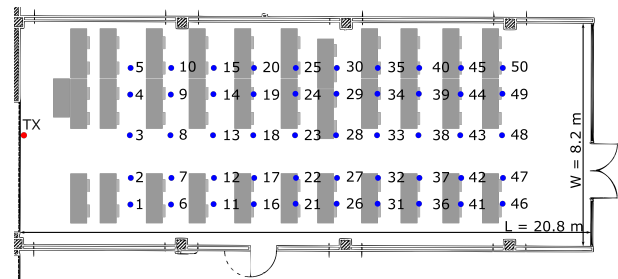 5 10 15 20 25 30 35 40 45 50
4 9 14 19 24 29 34 39 44 49
TX
3 8 13 18 23 28 33 38 43 48
W = 8.2 m
2 7 12 17 22 27 32 37 42 47
1 6 11 16 21 26 31 36 41 46
L = 20.8 m